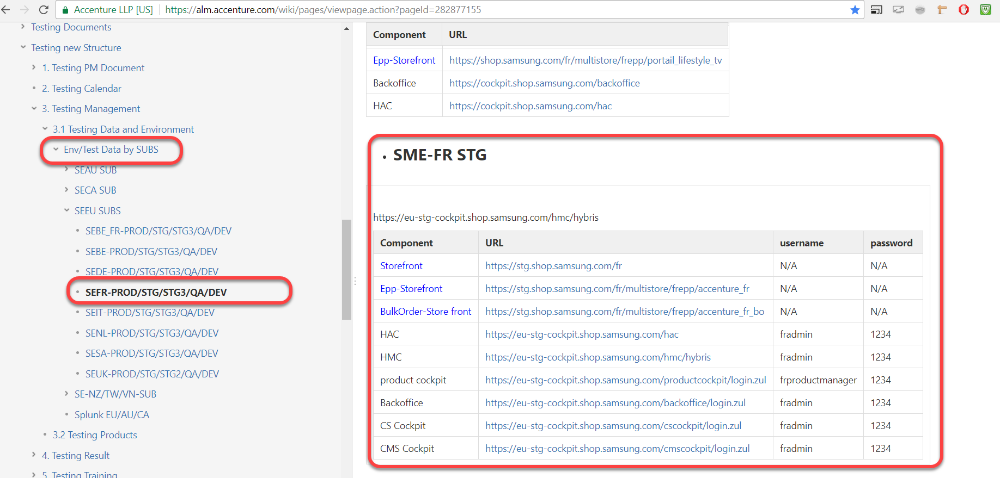 Accenture LLP [US] https://alm.accenture.com/wiki/pages/viewpage.action?pageId=282877155
Testing Documents
Testing new Structure
1. Testing PM Document
2. Testing Calendar
3. Testing Management
3.1 Testing Data and Environment
Env/Test Data by SUBS
SEAU SUB
SECA SUB
SEEU SUBS
SEBE_FR-PROD/STG/STG3/QA/DEV
SEBE-PROD/STG/STG3/QA/DEV
SEDE-PROD/STG/STG3/QA/DEV
SEFR-PROD/STG/STG3/QA/DEV
SEIT-PROD/STG/STG3/QA/DEV
SENL-PROD/STG/STG3/QA/DEV
SESA-PROD/STG/STG3/QA/DEV
SEUK-PROD/STG/STG2/QA/DEV
SE-NZ/TW/VN-SUB
Splunk EU/AU/CA
3.2 Testing Products
4. Testing Result
5. Testing Training
Component URL
Epp-Storefront https://shop.samsung.com/fr/multistore/frepp/portail_lifestyle_tv
Backoffice https://cockpit.shop.samsung.com/backoffice
HAC https://cockpit.shop.samsung.com/hac
• SME-FR STG
https://eu-stg-cockpit.shop.samsung.com/hmc/hybris
Component URL username password
Storefront https://stg.shop.samsung.com/fr N/A N/A
Epp-Storefront https://stg.shop.samsung.com/fr/multistore/frepp/accenture_fr N/A N/A
BulkOrder-Store front https://stg.shop.samsung.com/fr/multistore/frepp/accenture_fr_bo N/A N/A
HAC https://eu-stg-cockpit.shop.samsung.com/hac fradmin 1234
HMC https://eu-stg-cockpit.shop.samsung.com/hmc/hybris fradmin 1234
product cockpit https://eu-stg-cockpit.shop.samsung.com/productcockpit/login.zul frproductmanager 1234
Backoffice https://eu-stg-cockpit.shop.samsung.com/backoffice/login.zul fradmin 1234
CS Cockpit https://eu-stg-cockpit.shop.samsung.com/cscockpit/login.zul fradmin 1234
CMS Cockpit https://eu-stg-cockpit.shop.samsung.com/cmscockpit/login.zul fradmin 1234